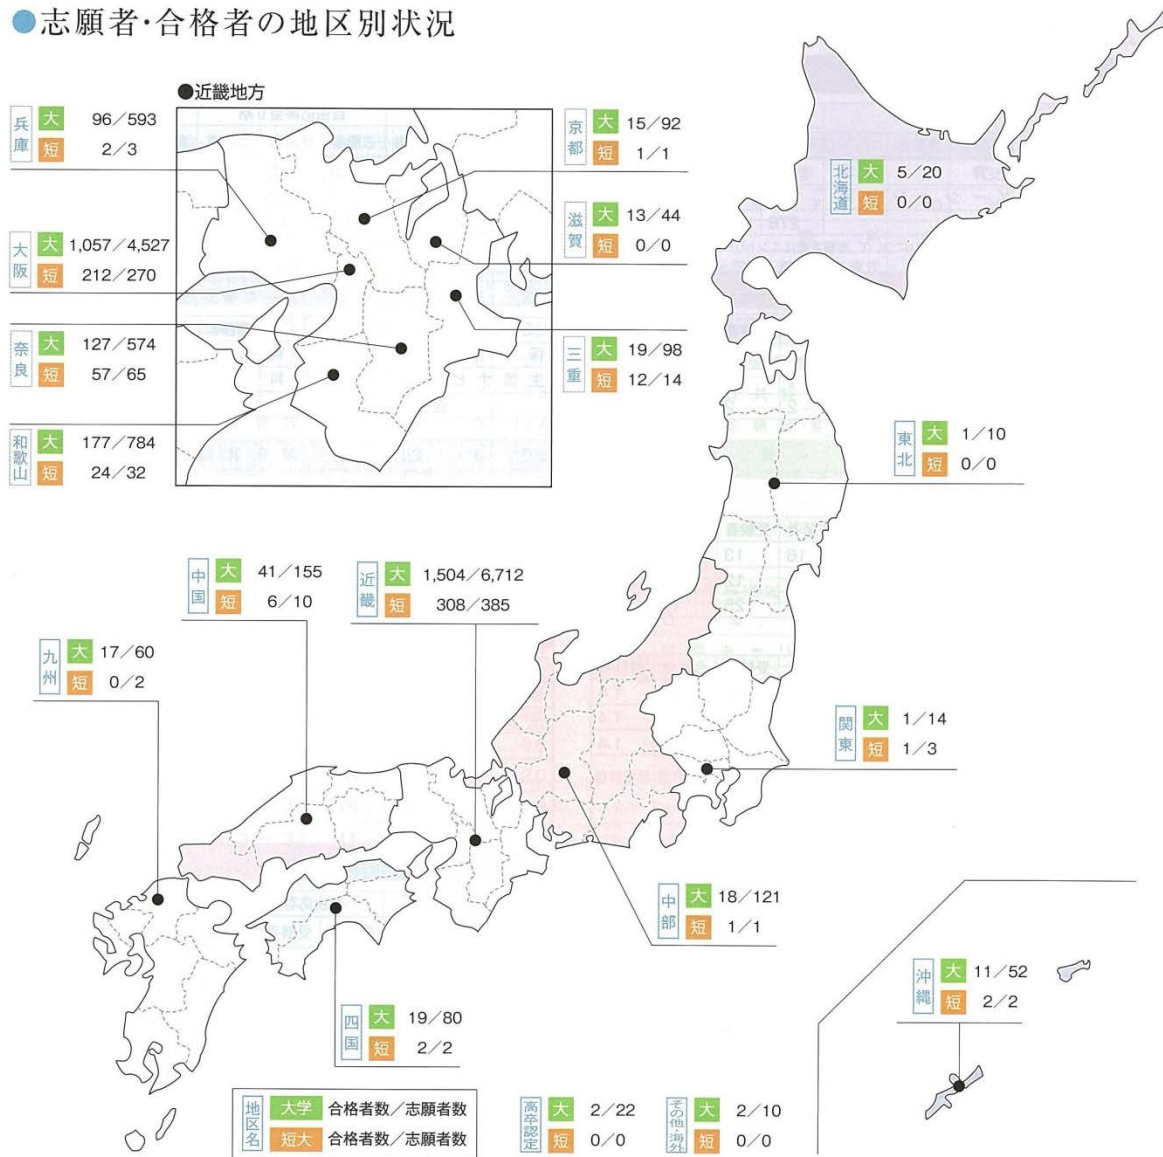 ●志願者・合格者の地区別状況
●近畿地方
兵庫
大 96／593
短 2／3
大阪
大 1,057／4,527
短 212／270
奈良
大 127／574
短 57／65
和歌山
大 177／784
短 24／32
京都
大 15／92
短 1／1
滋賀
大 13／44
短 0／0
三重
大 19／98
短 12／14
北海道
大 5／20
短 0／0
東北
大 1／10
短 0／0
中国
大 41／155
短 6／10
近畿
大 1,504／6,712
短 308／385
九州
大 17／60
短 0／2
関東
大 1／14
短 1／3
中部
大 18／121
短 1／1
四国
大 19／80
短 2／2
沖縄
大 11／52
短 2／2
地区名
大学 合格者数／志願者数
短大 合格者数／志願者数
高卒認定
大 2／22
短 0／0
その他・海外
大 2／10
短 0／0